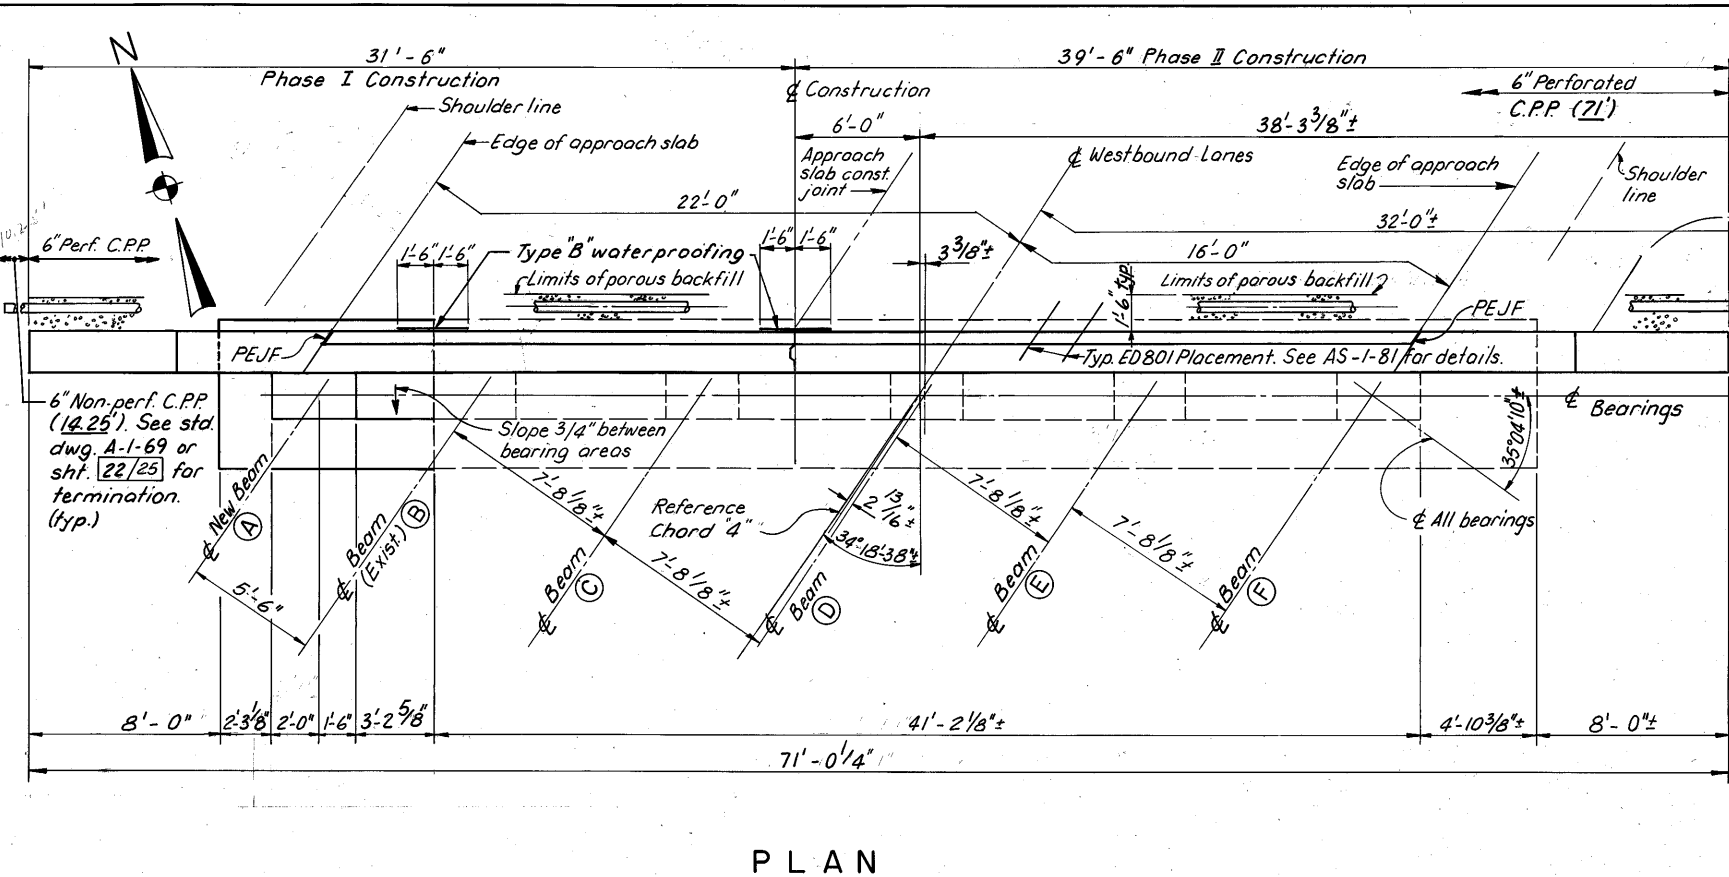 N
31'-6"
39'-6" Phase II Construction
Phase I Construction
℄ Construction
6" Perforated
C.P.P. (71')
Shoulder line
6'-0"
38'-3 3/8"±
Edge of approach slab
Approach
slab const.
joint
℄ Westbound Lanes
Edge of approach
slab
Shoulder
line
22'-0"
32'-0"±
6" Perf. C.P.P.
1'-6" 1'-6"
Type "B" waterproofing
1'-6" 1'-6"
3 3/8"±
16'-0"
Limits of porous backfill
1'-6" typ.
Limits of porous backfill
PEJF
PEJF
Typ. ED801 Placement. See AS-1-81 for details.
6" Non-perf. C.P.P.
(14.25'). See std.
dwg. A-1-69 or
sht. 22/25 for
termination.
(typ.)
Slope 3/4" between
bearing areas
℄ Bearings
35°04'10"±
7'-8 1/8"±
Reference
Chord "4"
2 13/16"±
34°-18'-38"±
7'-8 1/8"±
7'-8 1/8"±
7'-8 1/8"±
℄ All bearings
℄ New Beam
A
℄ Beam
(Exist.) B
5'-6"
℄ Beam
C
℄ Beam
D
℄ Beam
E
℄ Beam
F
8'-0"
2'-3 1/8"
2'-0"
1'-6"
3'-2 5/8"
41'-2 1/8"±
4'-10 3/8"±
8'-0"±
71'-0 1/4"
PLAN